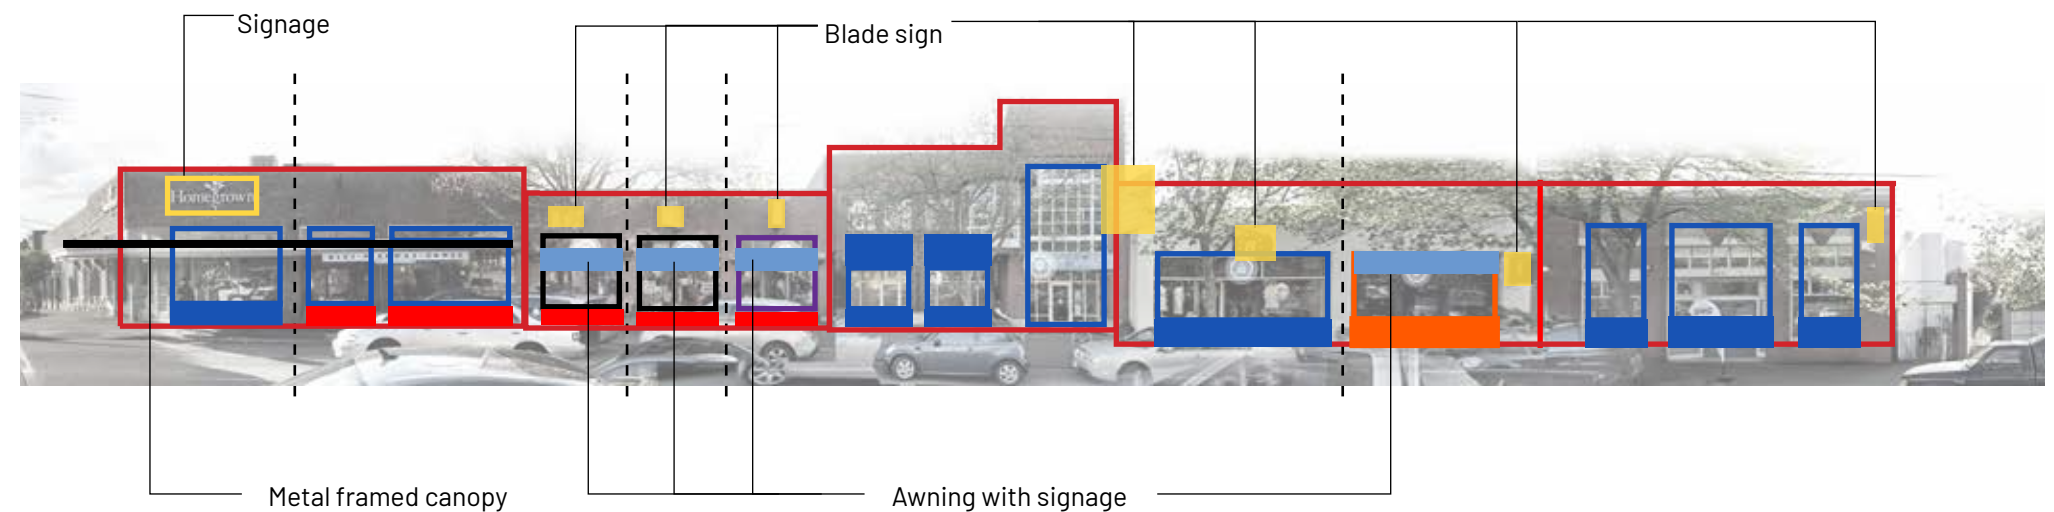 Signage
Blade sign
Homegrown
Metal framed canopy
Awning with signage